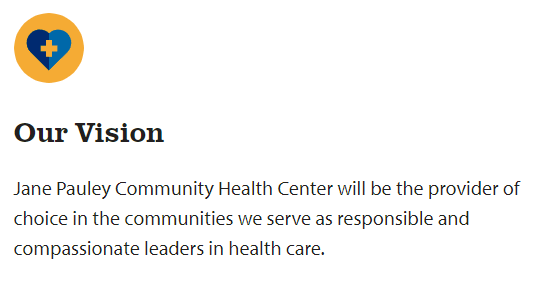 Our Vision
Jane Pauley Community Health Center will be the provider of
choice in the communities we serve as responsible and
compassionate leaders in health care.